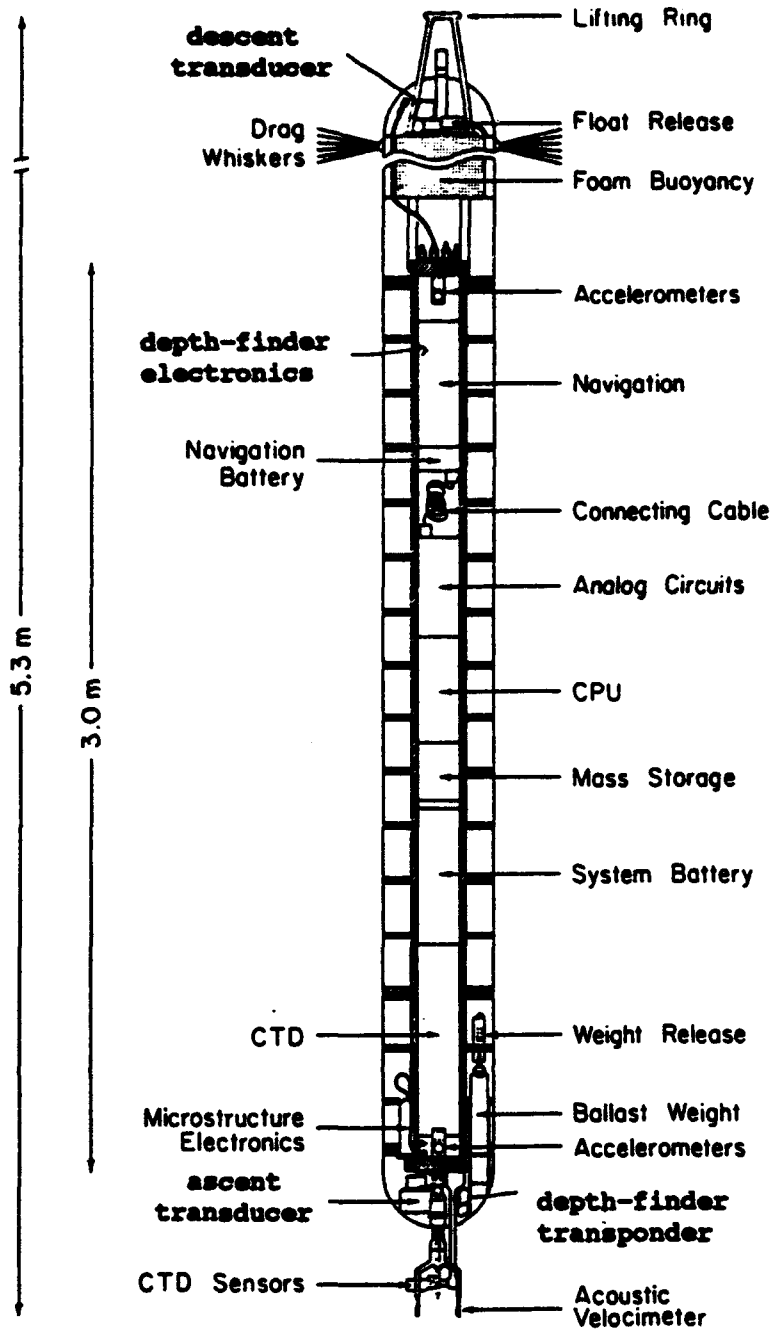 Lifting Ring
descent
transducer
Float Release
Drag
Whiskers
Foam Buoyancy
Accelerometers
depth-finder
electronics
Navigation
Navigation
Battery
Connecting Cable
Analog Circuits
5.3 m
3.0 m
CPU
Mass Storage
System Battery
CTD
Weight Release
Microstructure
Electronics
Ballast Weight
Accelerometers
ascent
transducer
depth-finder
transponder
CTD Sensors
Acoustic
Velocimeter